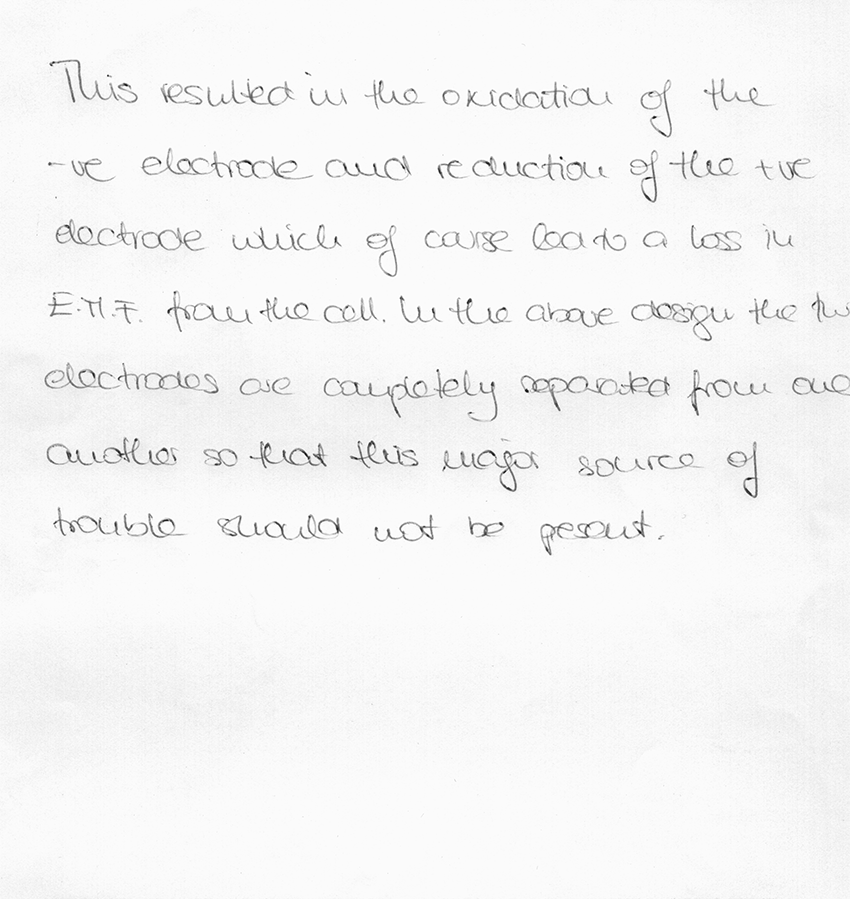 This resulted in the oxidation of the
-ve electrode and reduction of the +ve
electrode which of course lead to a loss in
E.M.F. from the cell. In the above design the
electrodes are completely separated from one
another so that this major source of
trouble should not be present.